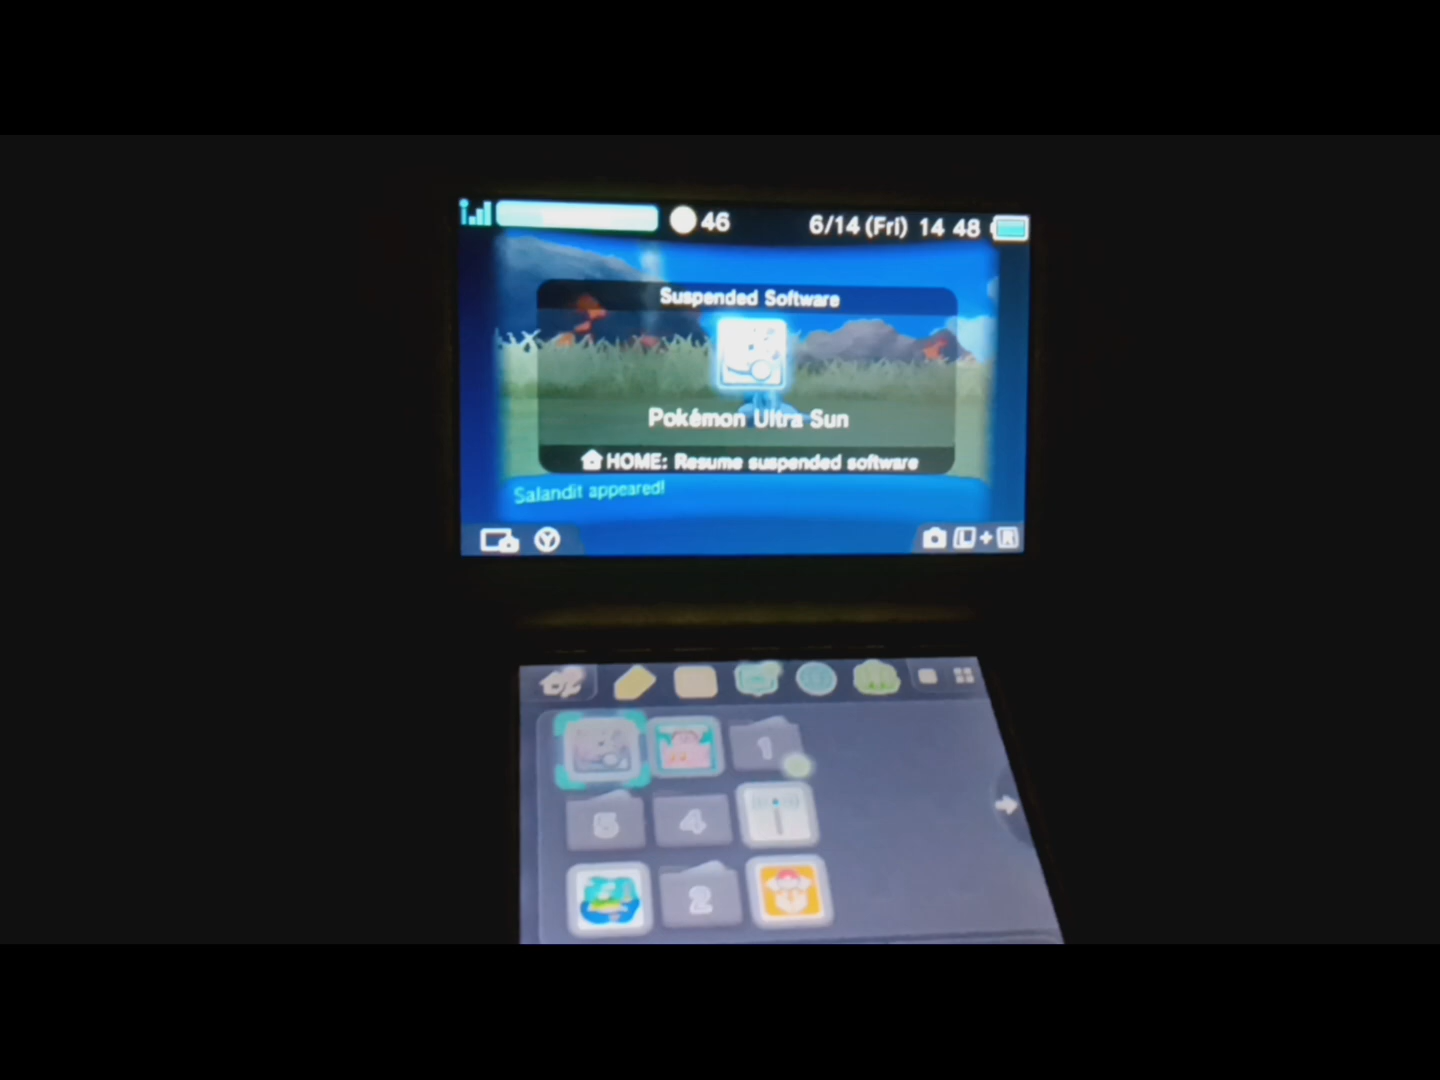 46 6/14 (Fri) 14 48
Suspended Software
Pokémon Ultra Sun
HOME: Resume suspended software
Salandit appeared!
Y L + R
1
5 4
2